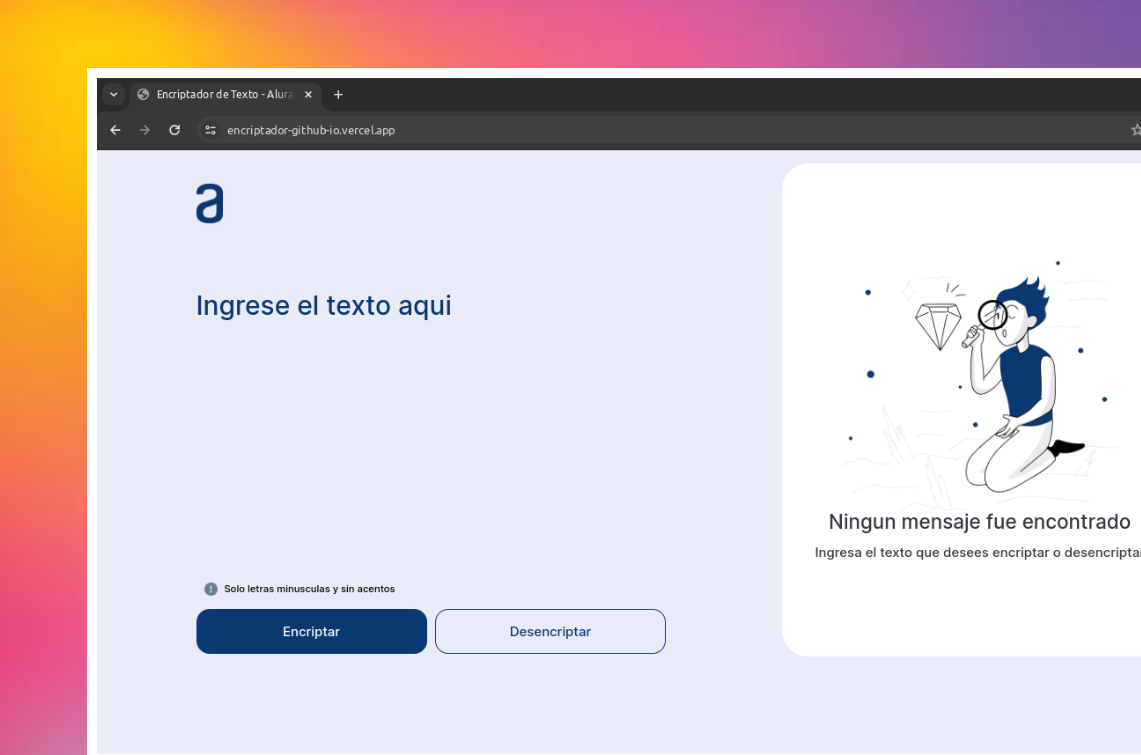 Encriptador de Texto - Alura
encriptador-github-io.vercel.app
a
Ingrese el texto aqui
Solo letras minusculas y sin acentos
Encriptar
Desencriptar
Ningun mensaje fue encontrado
Ingresa el texto que desees encriptar o desencriptar